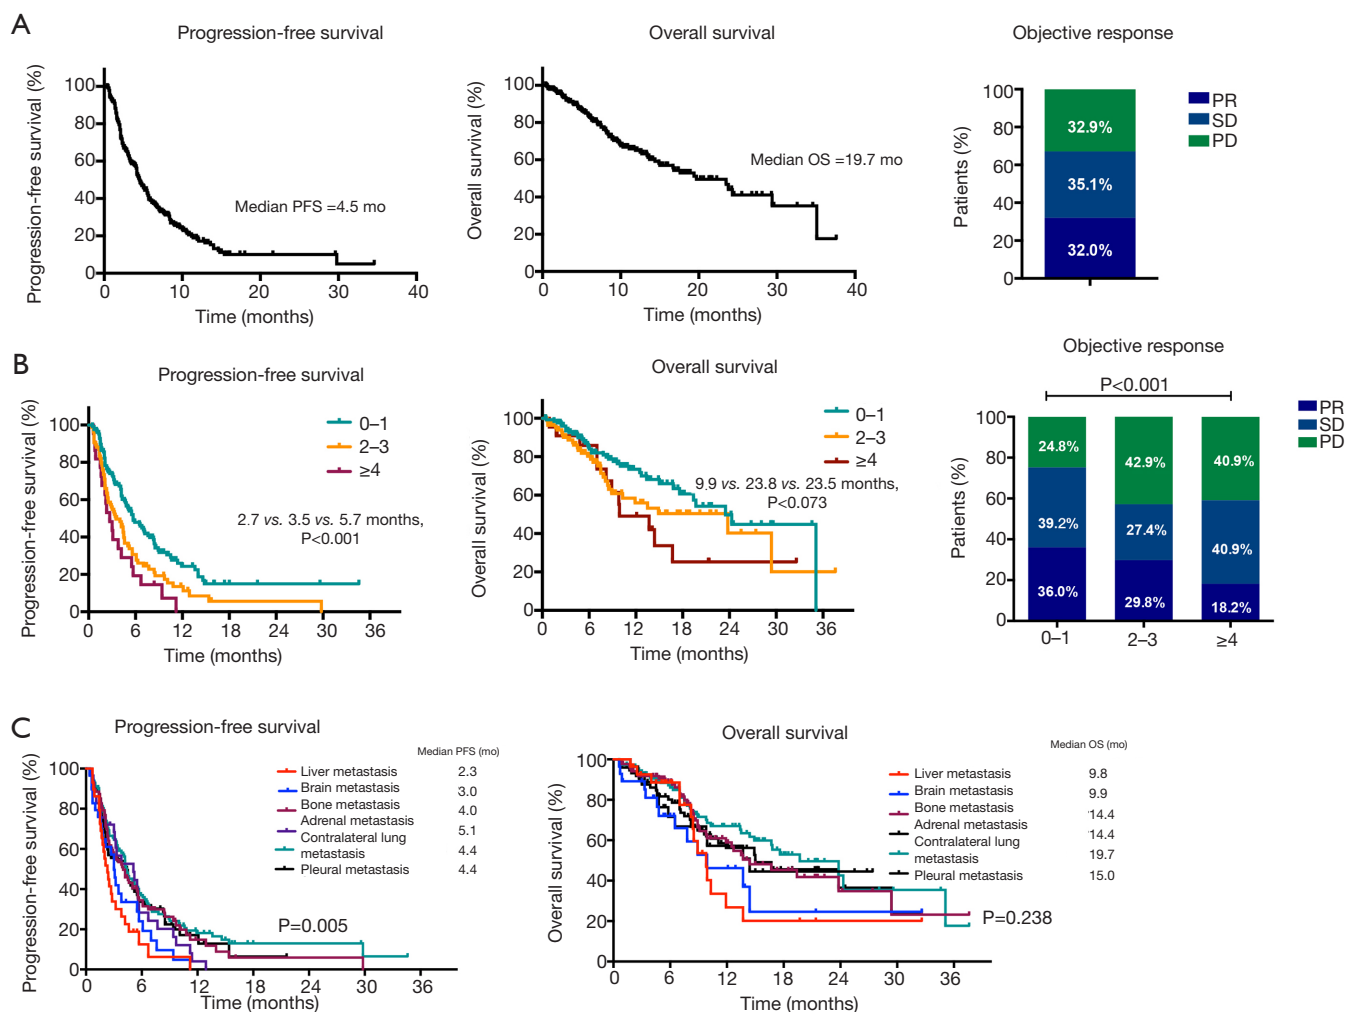 A
Progression-free survival
Progression-free survival (%)
100
80
60
40
20
0
Median PFS =4.5 mo
0 10 20 30 40
Time (months)
Overall survival
Overall survival (%)
100
80
60
40
20
0
Median OS =19.7 mo
0 10 20 30 40
Time (months)
Objective response
Patients (%)
100
80
60
40
20
0
32.9%
35.1%
32.0%
PR
SD
PD
B
Progression-free survival
Progression-free survival (%)
100
80
60
40
20
0
0–1
2–3
≥4
2.7 vs. 3.5 vs. 5.7 months,
P<0.001
0 6 12 18 24 30 36
Time (months)
Overall survival
Overall survival (%)
100
80
60
40
20
0
0–1
2–3
≥4
9.9 vs. 23.8 vs. 23.5 months,
P<0.073
0 6 12 18 24 30 36
Time (months)
Objective response
P<0.001
Patients (%)
100
80
60
40
20
0
24.8% 42.9% 40.9%
39.2% 27.4% 40.9%
36.0% 29.8% 18.2%
0–1 2–3 ≥4
PR
SD
PD
C
Progression-free survival
Progression-free survival (%)
100
80
60
40
20
0
Median PFS (mo)
Liver metastasis 2.3
Brain metastasis 3.0
Bone metastasis 4.0
Adrenal metastasis
Contralateral lung 5.1
metastasis 4.4
Pleural metastasis 4.4
P=0.005
0 6 12 18 24 30 36
Time (months)
Overall survival
Overall survival (%)
100
80
60
40
20
0
Median OS (mo)
Liver metastasis 9.8
Brain metastasis 9.9
Bone metastasis 14.4
Adrenal metastasis
Contralateral lung 14.4
metastasis 19.7
Pleural metastasis 15.0
P=0.238
0 6 12 18 24 30 36
Time (months)